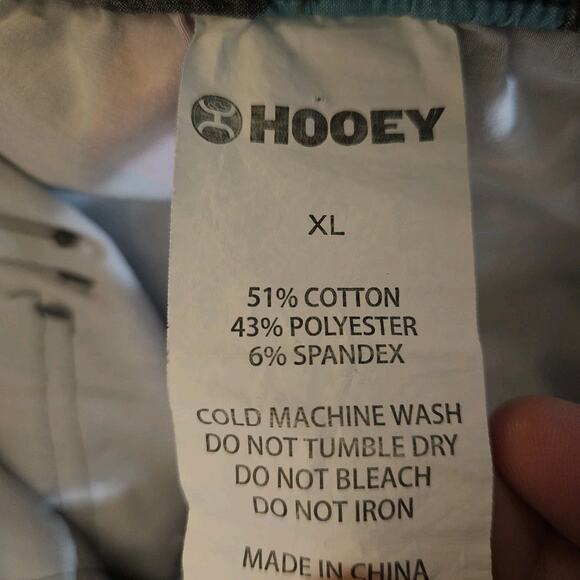 HOOEY
XL
51% COTTON
43% POLYESTER
6% SPANDEX
COLD MACHINE WASH
DO NOT TUMBLE DRY
DO NOT BLEACH
DO NOT IRON
MADE IN CHINA